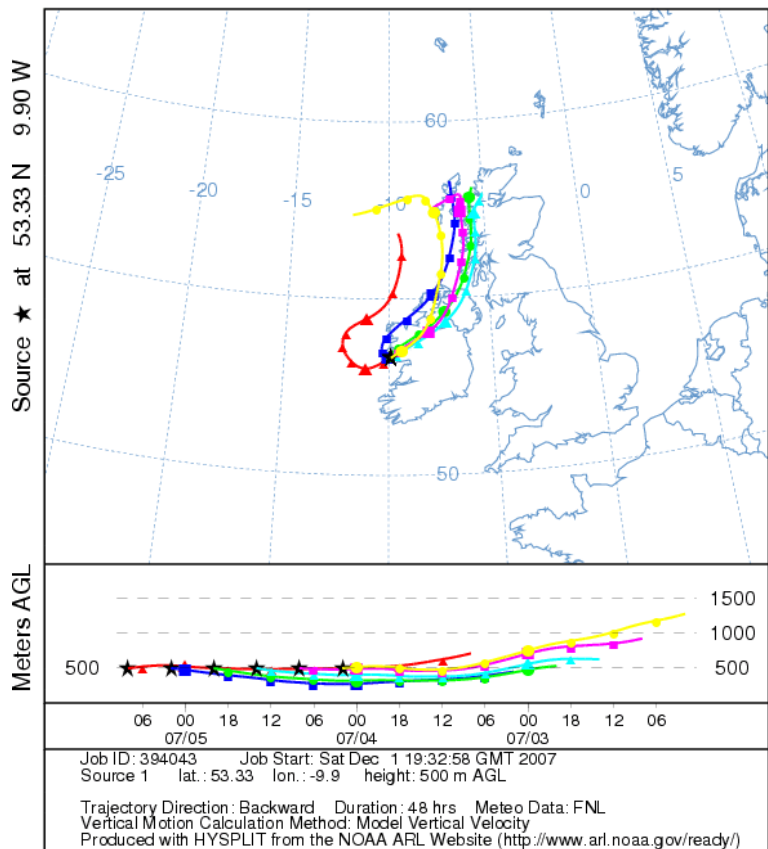 Source ★ at 53.33 N 9.90 W
60
-25
-20
-15
-10
-5
0
5
50
Meters AGL
1500
1000
500
500
06 00 18 12 06 00 18 12 06 00 18 12 06
07/05 07/04 07/03
Job ID: 394043 Job Start: Sat Dec 1 19:32:58 GMT 2007
Source 1 lat.: 53.33 lon.: -9.9 height: 500 m AGL
Trajectory Direction: Backward Duration: 48 hrs Meteo Data: FNL
Vertical Motion Calculation Method: Model Vertical Velocity
Produced with HYSPLIT from the NOAA ARL Website (http://www.arl.noaa.gov/ready/)